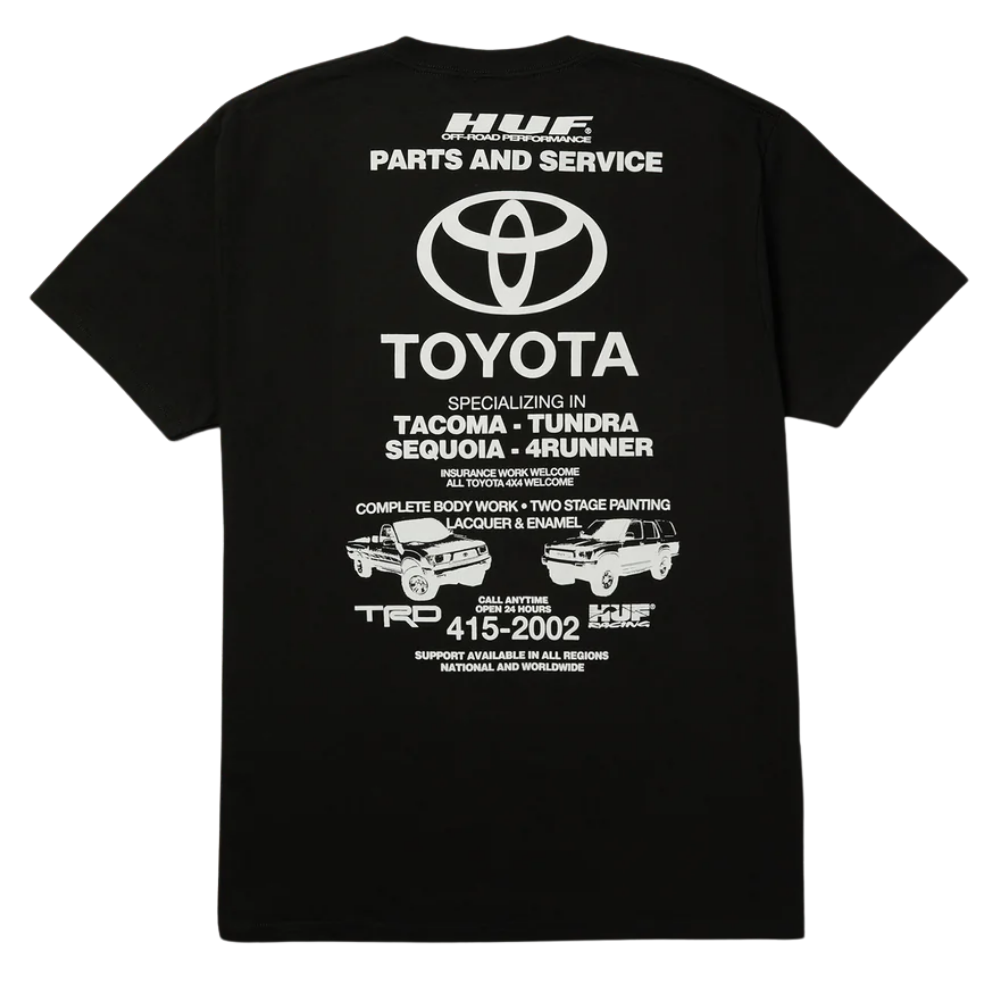 HUF®
OFF-ROAD PERFORMANCE
PARTS AND SERVICE
TOYOTA
SPECIALIZING IN
TACOMA - TUNDRA
SEQUOIA - 4RUNNER
INSURANCE WORK WELCOME
ALL TOYOTA 4X4 WELCOME
COMPLETE BODY WORK • TWO STAGE PAINTING
LACQUER & ENAMEL
CALL ANYTIME
OPEN 24 HOURS
TRD 415-2002 HUF®
RACING
SUPPORT AVAILABLE IN ALL REGIONS
NATIONAL AND WORLDWIDE